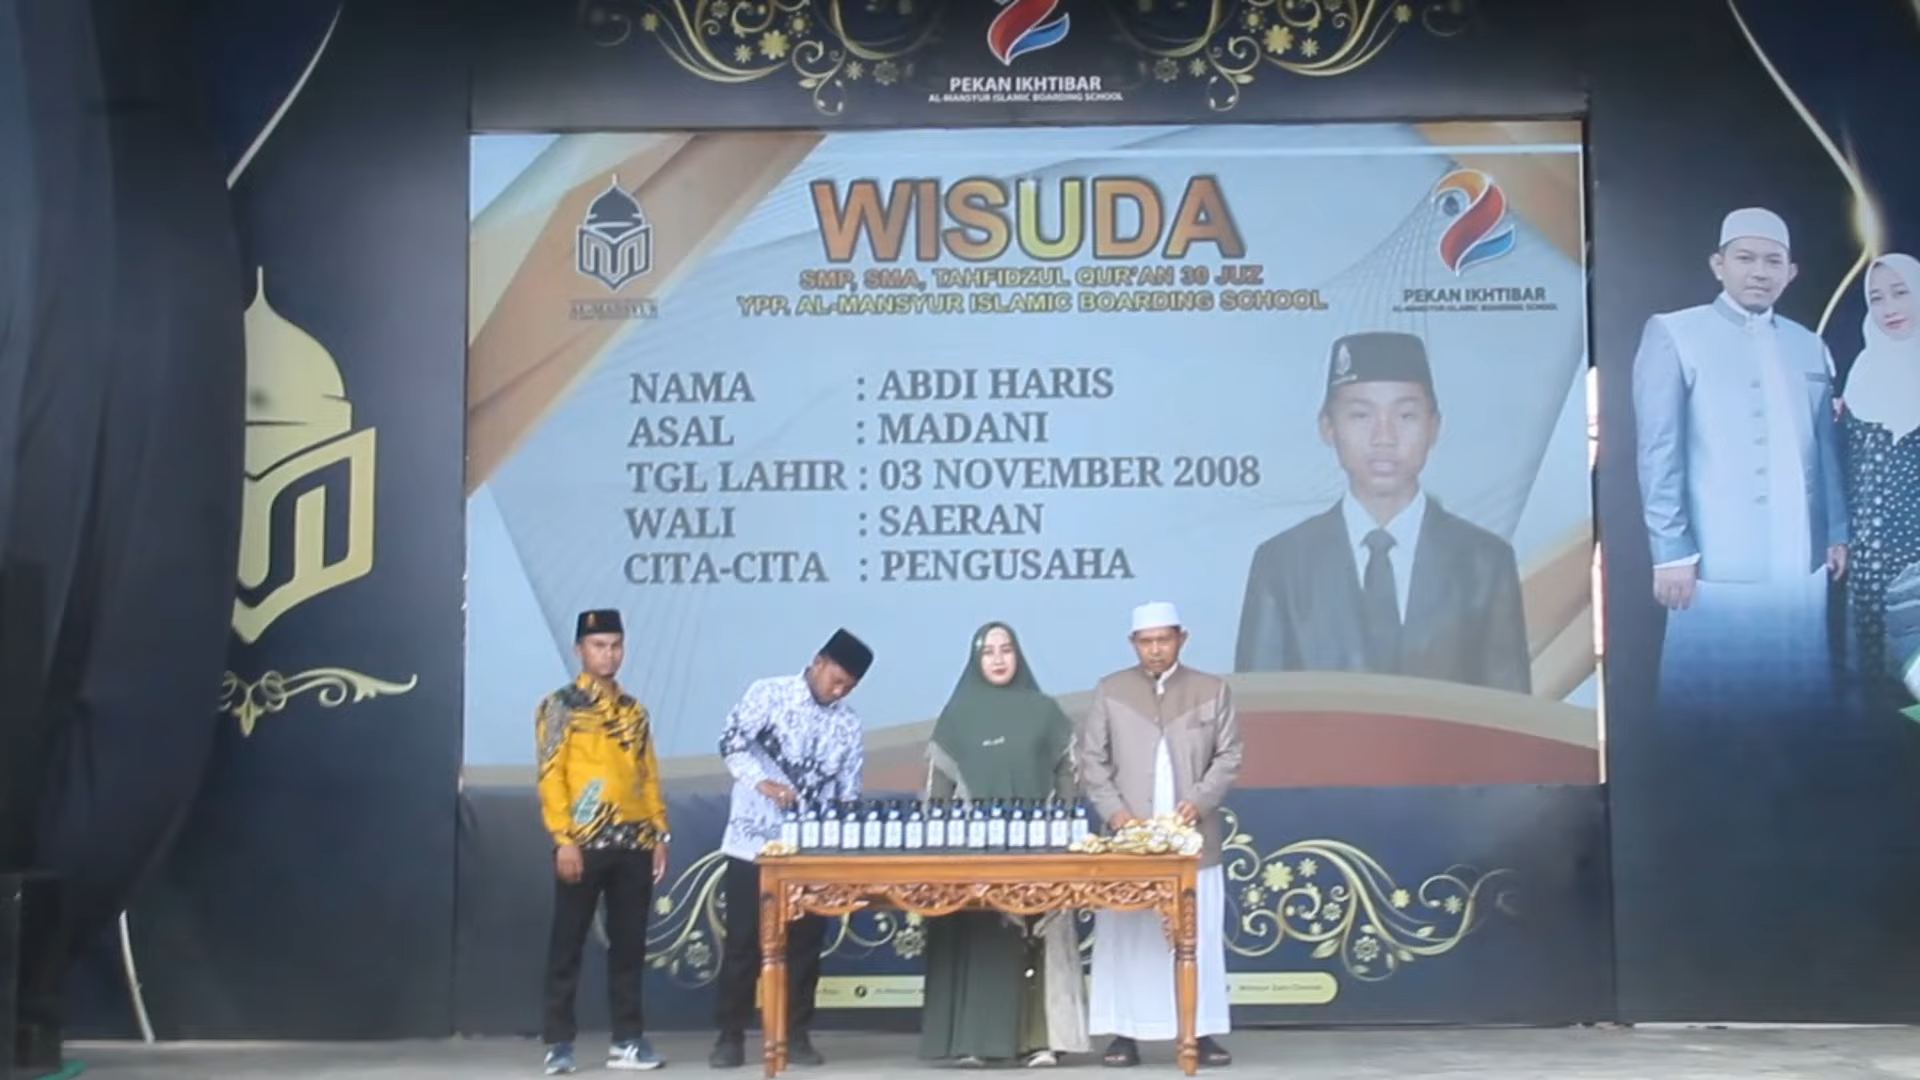 PEKAN IKHTIBAR
AL-MANSYUR ISLAMIC BOARDING SCHOOL
WISUDA
SMP, SMA, TAHFIDZUL QUR'AN 30 JUZ
YPP. AL-MANSYUR ISLAMIC BOARDING SCHOOL
AL-MANSYUR
PEKAN IKHTIBAR
AL-MANSYUR ISLAMIC BOARDING SCHOOL
NAMA : ABDI HARIS
ASAL : MADANI
TGL LAHIR : 03 NOVEMBER 2008
WALI : SAERAN
CITA-CITA : PENGUSAHA